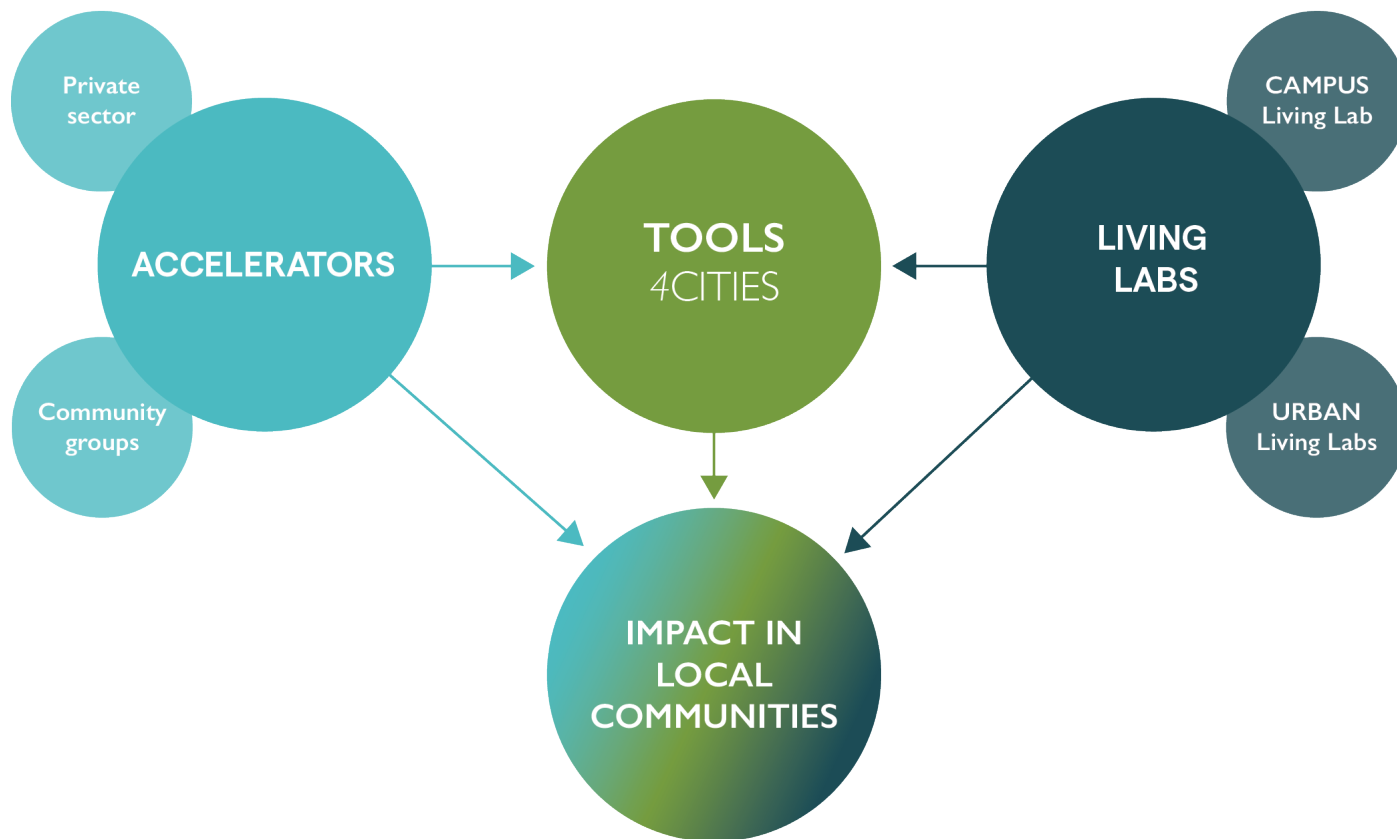 Private
sector
ACCELERATORS
Community
groups
TOOLS
4CITIES
LIVING
LABS
CAMPUS
Living Lab
URBAN
Living Labs
IMPACT IN
LOCAL
COMMUNITIES